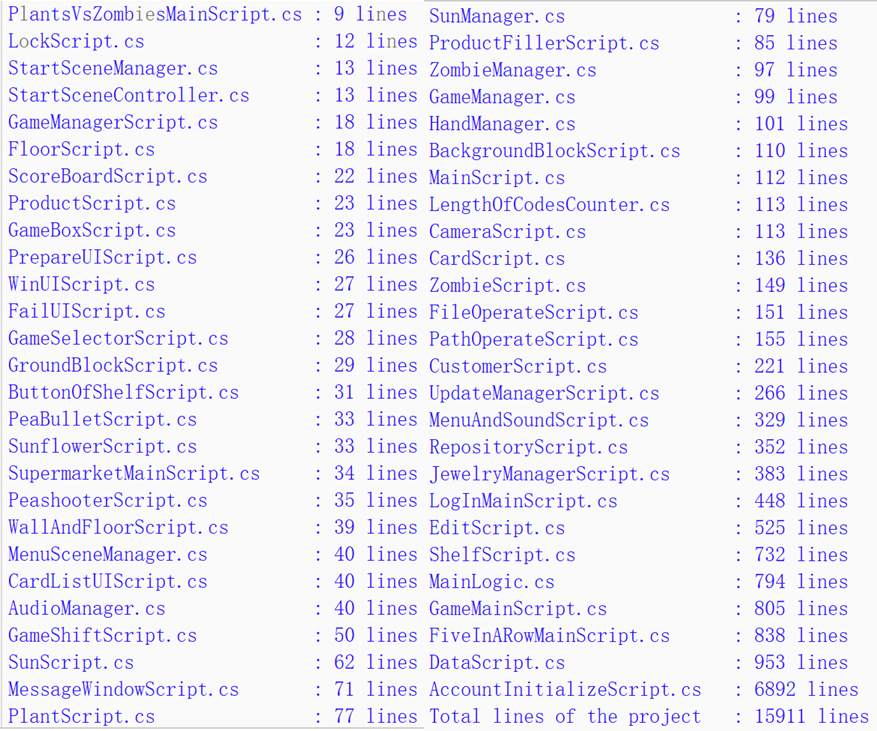 PlantsVsZombiesMainScript.cs : 9 lines
LockScript.cs : 12 lines
StartSceneManager.cs : 13 lines
StartSceneController.cs : 13 lines
GameManagerScript.cs : 18 lines
FloorScript.cs : 18 lines
ScoreBoardScript.cs : 22 lines
ProductScript.cs : 23 lines
GameBoxScript.cs : 23 lines
PrepareUIScript.cs : 26 lines
WinUIScript.cs : 27 lines
FailUIScript.cs : 27 lines
GameSelectorScript.cs : 28 lines
GroundBlockScript.cs : 29 lines
ButtonOfShelfScript.cs : 31 lines
PeaBulletScript.cs : 33 lines
SunflowerScript.cs : 33 lines
SupermarketMainScript.cs : 34 lines
PeashooterScript.cs : 35 lines
WallAndFloorScript.cs : 39 lines
MenuSceneManager.cs : 40 lines
CardListUIScript.cs : 40 lines
AudioManager.cs : 40 lines
GameShiftScript.cs : 50 lines
SunScript.cs : 62 lines
MessageWindowScript.cs : 71 lines
PlantScript.cs : 77 lines
SunManager.cs : 79 lines
ProductFillerScript.cs : 85 lines
ZombieManager.cs : 97 lines
GameManager.cs : 99 lines
HandManager.cs : 101 lines
BackgroundBlockScript.cs : 110 lines
MainScript.cs : 112 lines
LengthOfCodesCounter.cs : 113 lines
CameraScript.cs : 113 lines
CardScript.cs : 136 lines
ZombieScript.cs : 149 lines
FileOperateScript.cs : 151 lines
PathOperateScript.cs : 155 lines
CustomerScript.cs : 221 lines
UpdateManagerScript.cs : 266 lines
MenuAndSoundScript.cs : 329 lines
RepositoryScript.cs : 352 lines
JewelryManagerScript.cs : 383 lines
LogInMainScript.cs : 448 lines
EditScript.cs : 525 lines
ShelfScript.cs : 732 lines
MainLogic.cs : 794 lines
GameMainScript.cs : 805 lines
FiveInARowMainScript.cs : 838 lines
DataScript.cs : 953 lines
AccountInitializeScript.cs : 6892 lines
Total lines of the project : 15911 lines